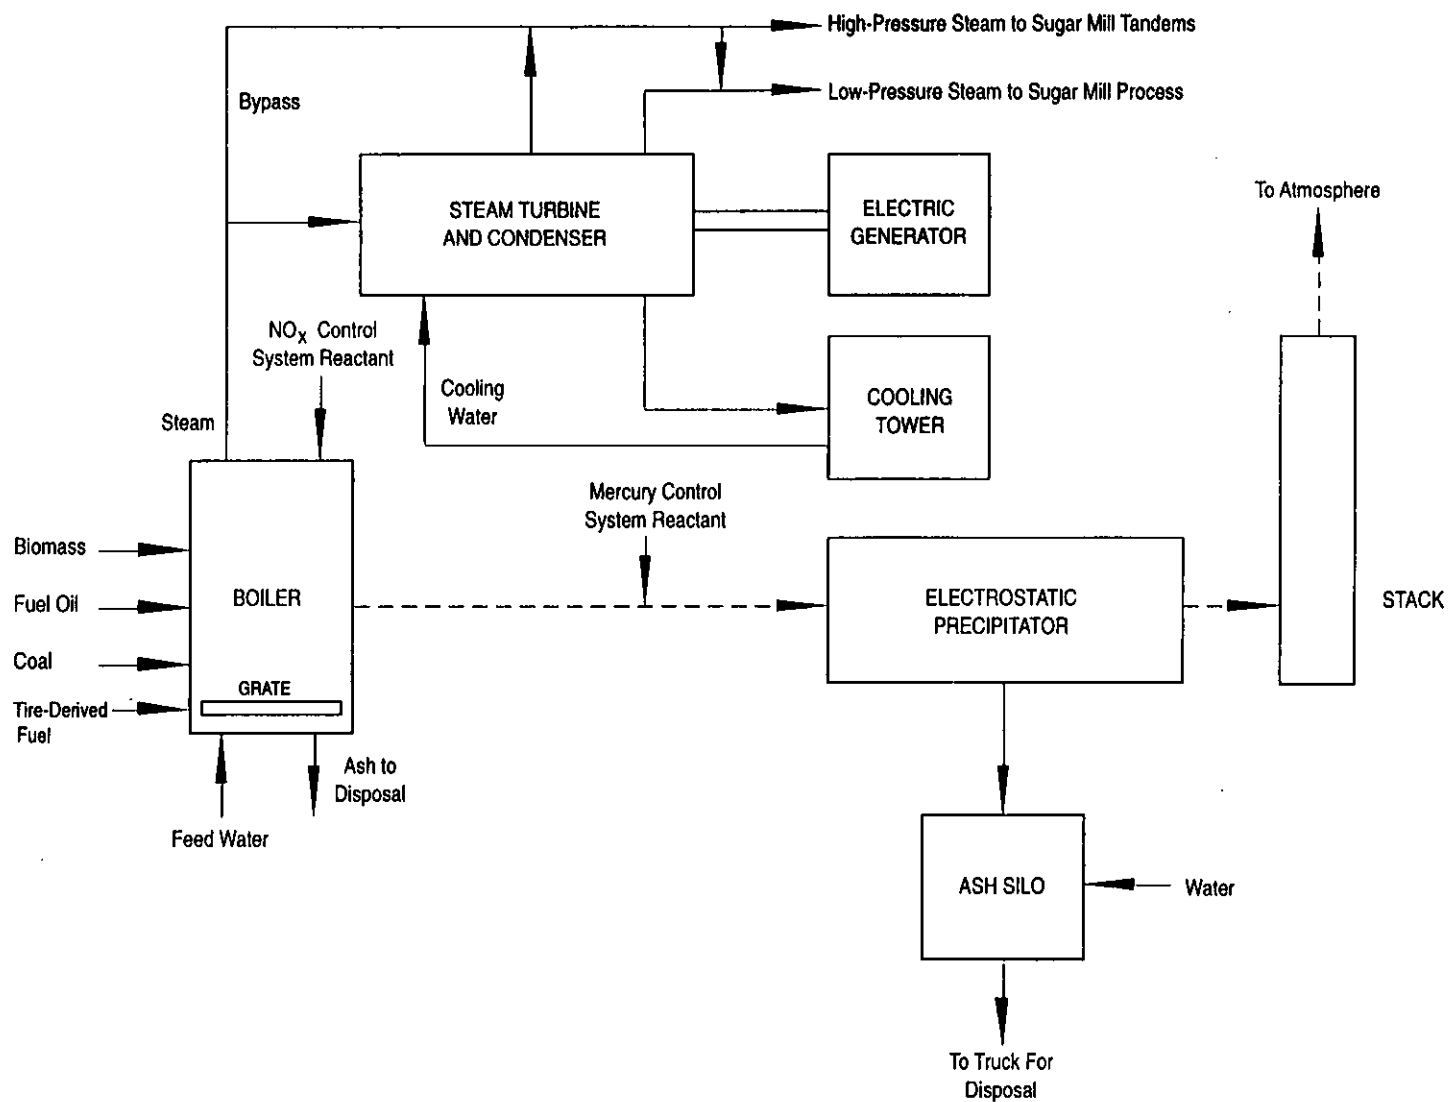 High-Pressure Steam to Sugar Mill Tandems
Low-Pressure Steam to Sugar Mill Process
Bypass
STEAM TURBINE
AND CONDENSER
ELECTRIC
GENERATOR
To Atmosphere
NOX Control
System Reactant
Cooling
Water
COOLING
TOWER
Steam
Mercury Control
System Reactant
Biomass
Fuel Oil
Coal
Tire-Derived
Fuel
BOILER
GRATE
ELECTROSTATIC
PRECIPITATOR
STACK
Ash to
Disposal
Feed Water
ASH SILO
Water
To Truck For
Disposal